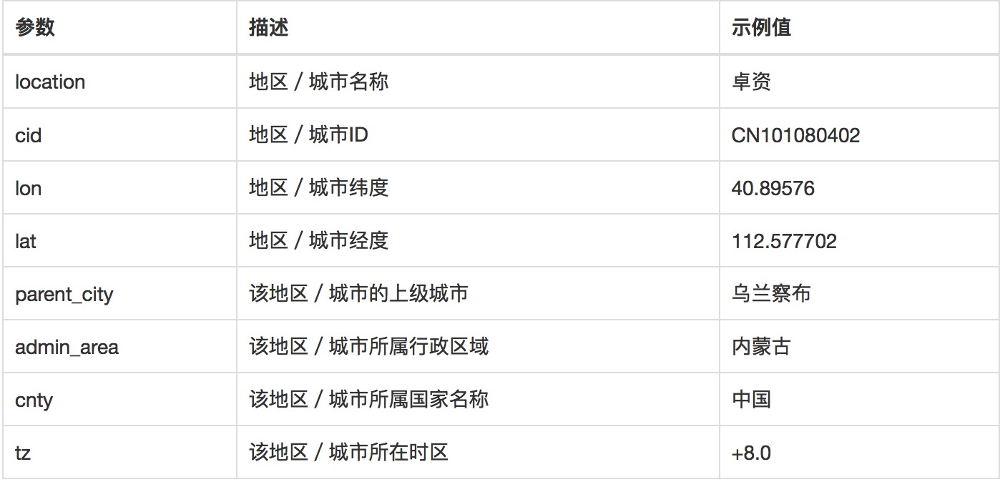 参数 描述 示例值
location 地区 / 城市名称 卓资
cid 地区 / 城市ID CN101080402
lon 地区 / 城市纬度 40.89576
lat 地区 / 城市经度 112.577702
parent_city 该地区 / 城市的上级城市 乌兰察布
admin_area 该地区 / 城市所属行政区域 内蒙古
cnty 该地区 / 城市所属国家名称 中国
tz 该地区 / 城市所在时区 +8.0